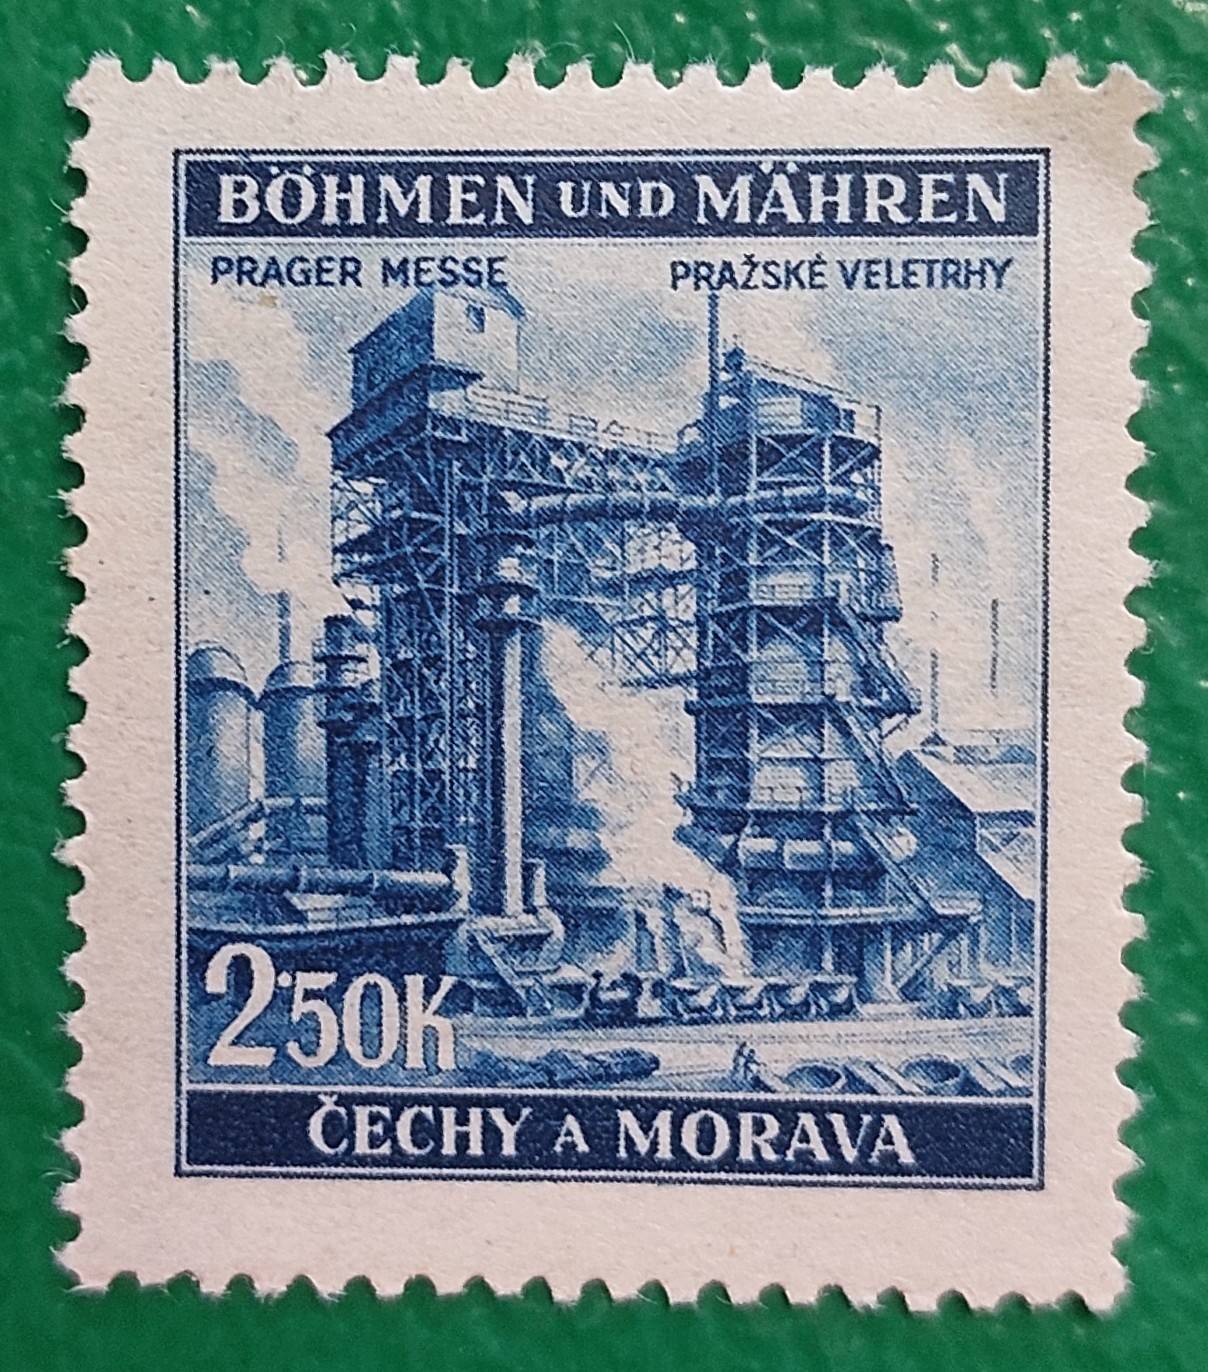 BÖHMEN UND MÄHREN
PRAGER MESSE PRAŽSKÉ VELETRHY
2·50K
ČECHY A MORAVA